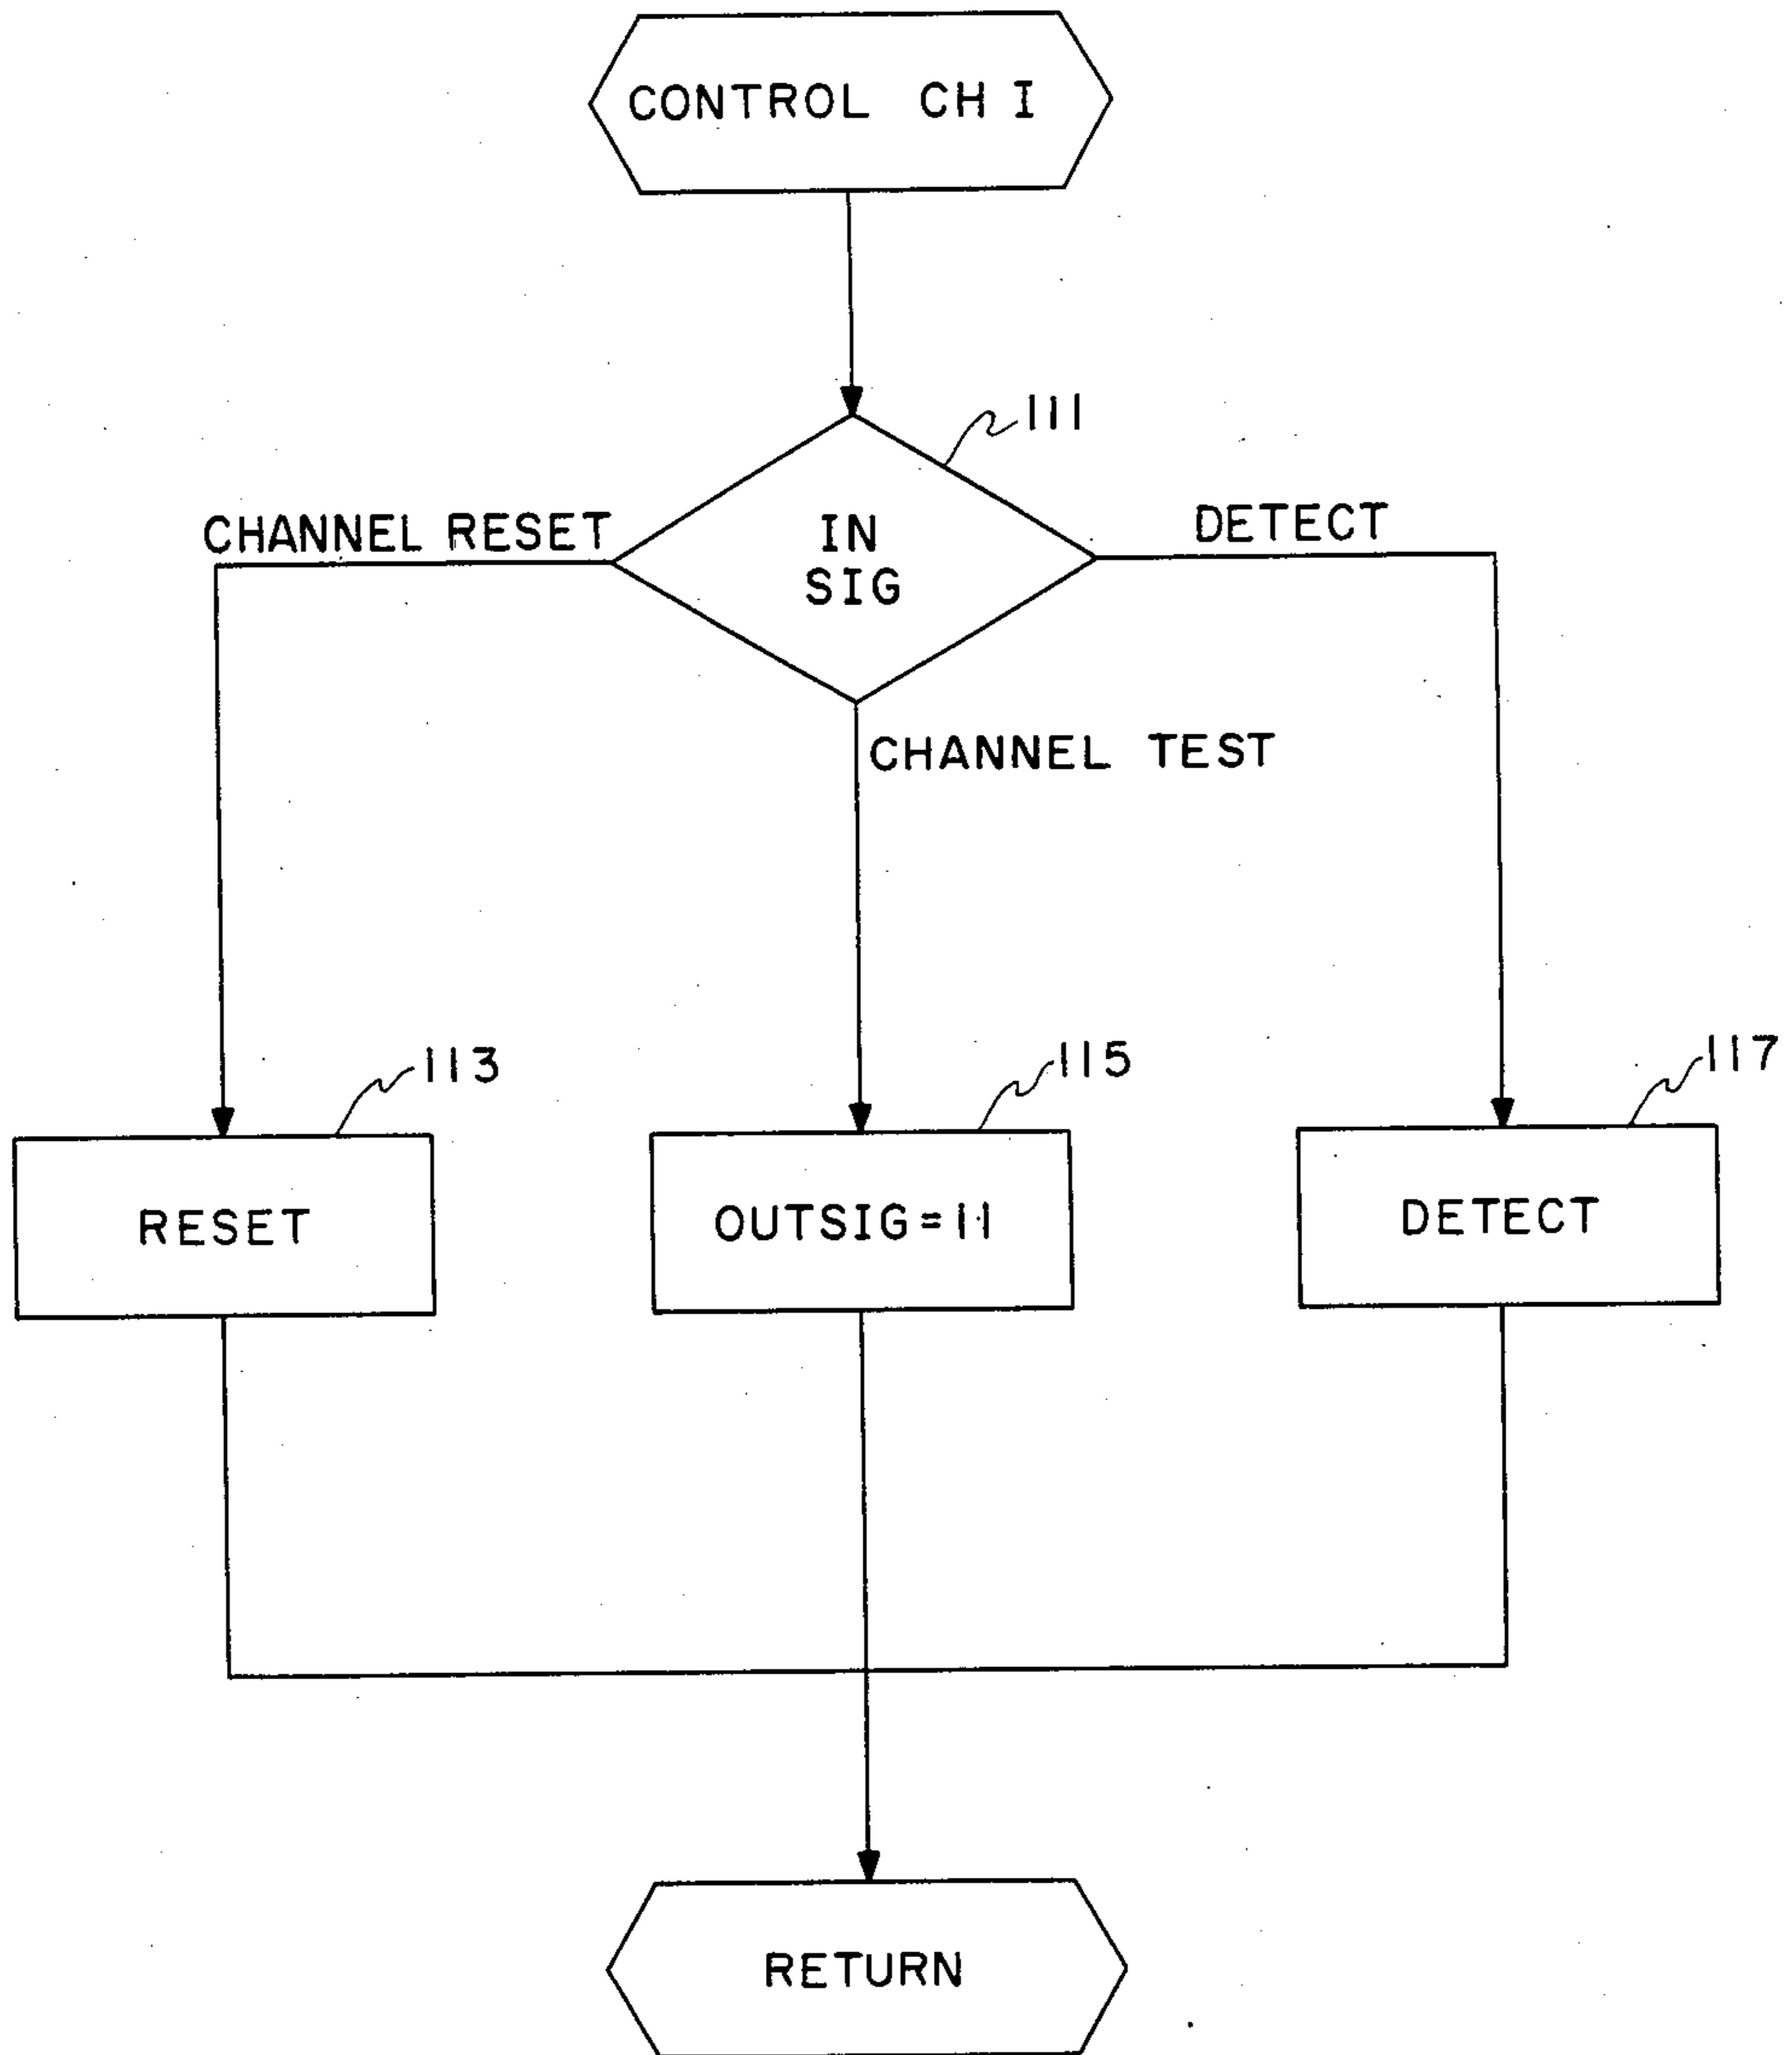 CONTROL CH I
111
CHANNEL RESET
IN
SIG
DETECT
CHANNEL TEST
113
115
117
RESET
OUTSIG=11
DETECT
RETURN